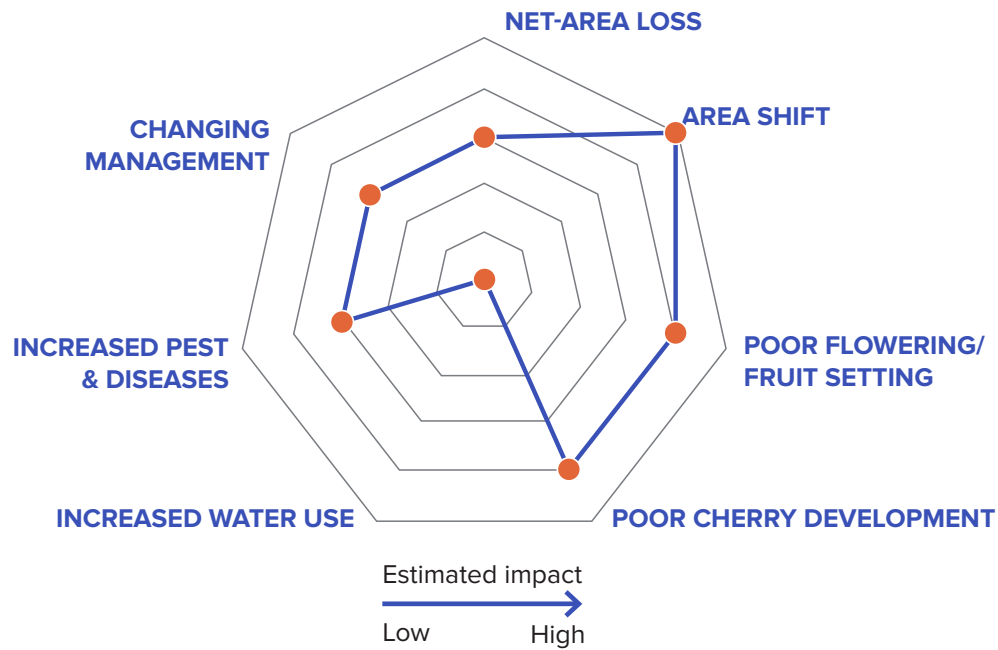 NET-AREA LOSS
AREA SHIFT
CHANGING
MANAGEMENT
INCREASED PEST
& DISEASES
POOR FLOWERING/
FRUIT SETTING
INCREASED WATER USE
POOR CHERRY DEVELOPMENT
Estimated impact
Low
High